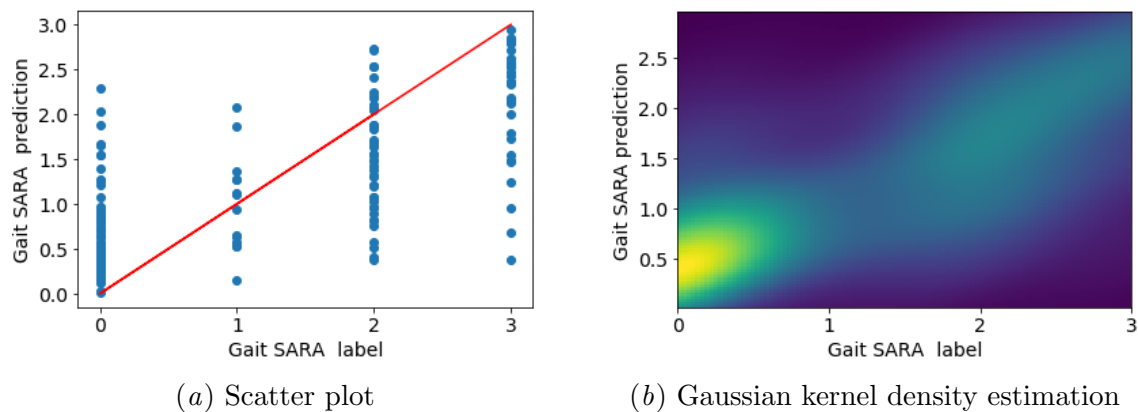 3.0
2.5
2.0
1.5
1.0
0.5
0.0
Gait SARA prediction
0 1 2 3
Gait SARA label
(a) Scatter plot
2.5
2.0
1.5
1.0
0.5
Gait SARA prediction
0 1 2 3
Gait SARA label
(b) Gaussian kernel density estimation